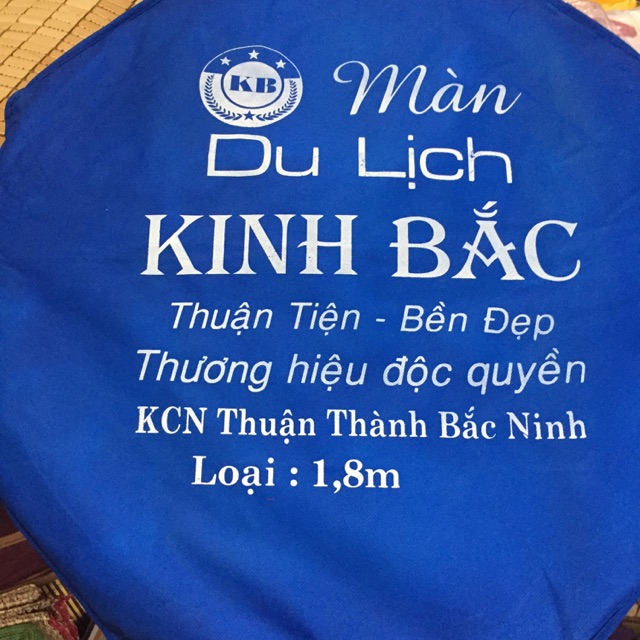 KB Màn
Du Lịch
KINH BẮC
Thuận Tiện - Bền Đẹp
Thương hiệu độc quyền
KCN Thuận Thành Bắc Ninh
Loại : 1,8m